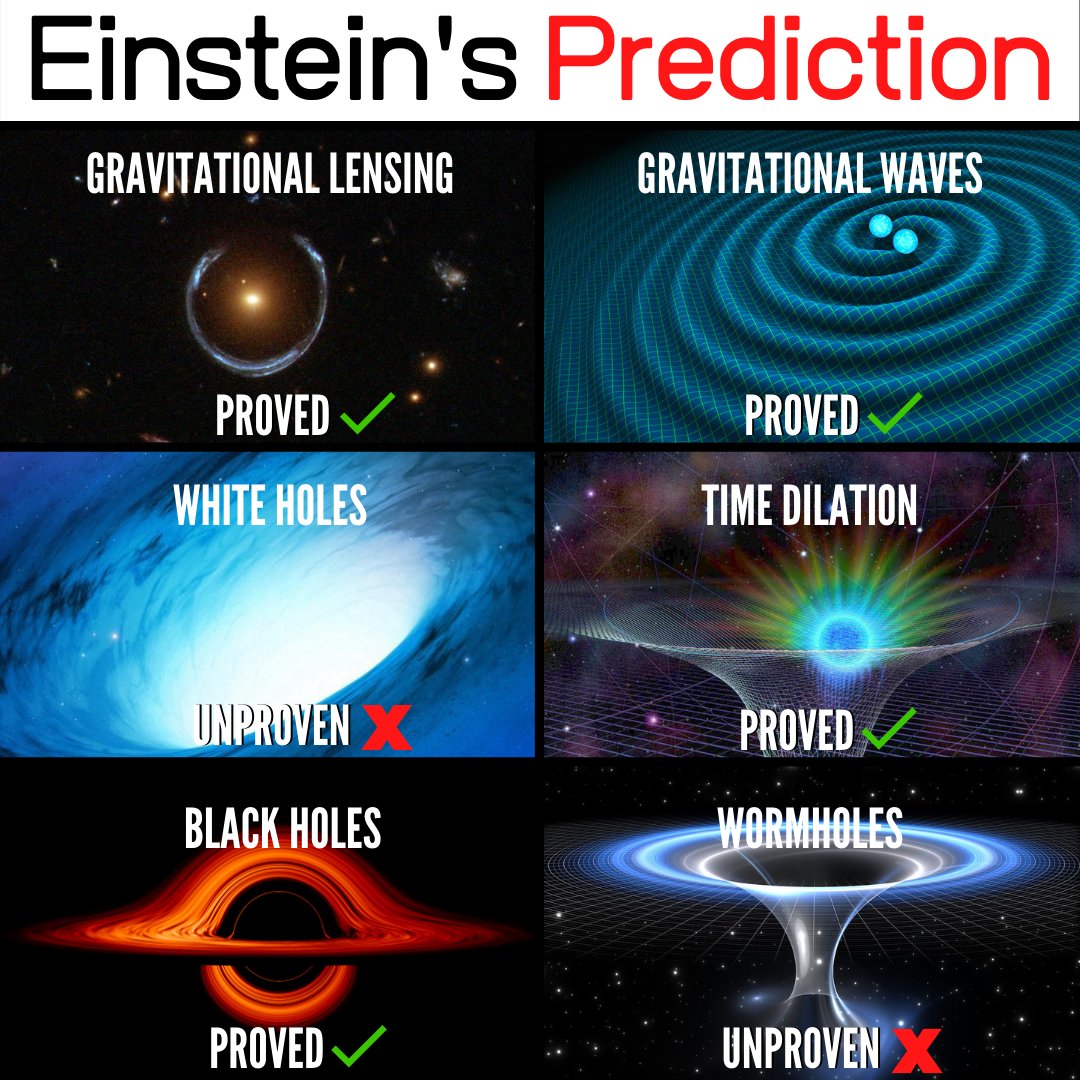 Einstein's Prediction
GRAVITATIONAL LENSING
PROVED
GRAVITATIONAL WAVES
PROVED
WHITE HOLES
UNPROVEN X
TIME DILATION
PROVED
BLACK HOLES
PROVED
WORMHOLES
UNPROVEN X